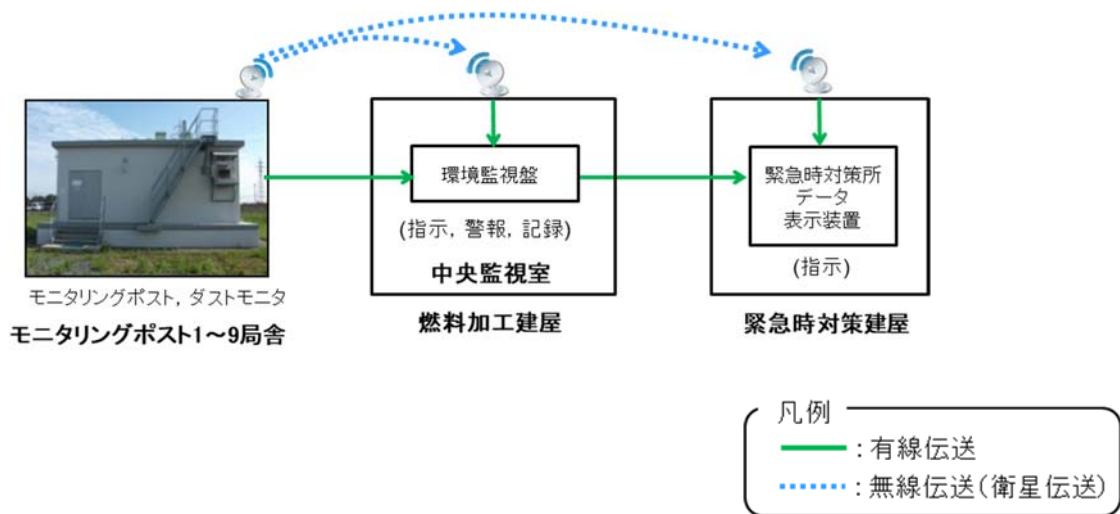 環境監視盤
(指示, 警報, 記録)
中央監視室
燃料加工建屋
緊急時対策所
データ
表示装置
(指示)
緊急時対策建屋
モニタリングポスト, ダストモニタ
モニタリングポスト1~9局舎
凡例
:有線伝送
:無線伝送(衛星伝送)